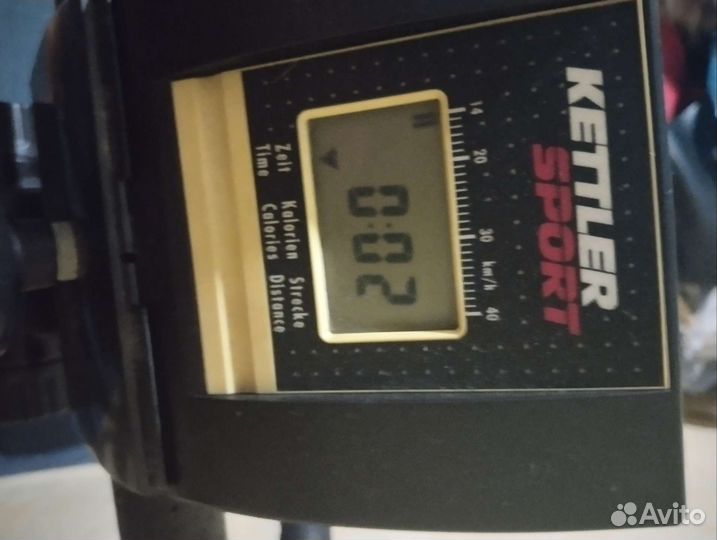 KETTLER
SPORT
14 20 30 km/h 40
0:02
Zeit Kalorien Strecke
Time Calories Distance
Avito